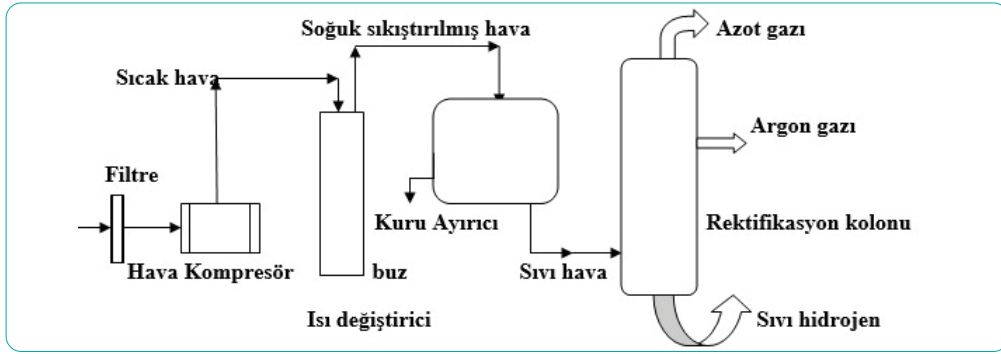 Soğuk sıkıştırılmış hava
Azot gazı
Sıcak hava
Argon gazı
Filtre
Kuru Ayırıcı
Rektifikasyon kolonu
Hava Kompresör
buz
Sıvı hava
Isı değiştirici
Sıvı hidrojen